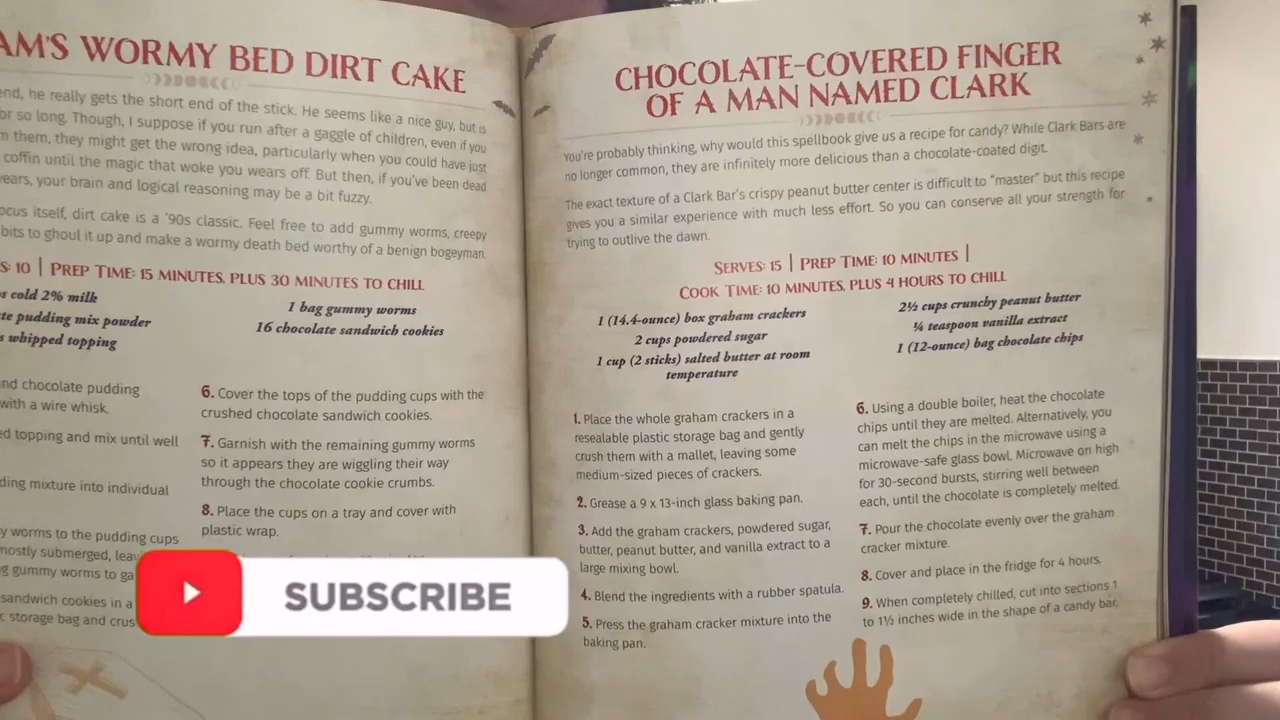 AM'S WORMY BED DIRT CAKE
end, he really gets the short end of the stick. He seems like a nice guy, but is
or so long. Though, I suppose if you run after a gaggle of children, even if you
m them, they might get the wrong idea, particularly when you could have just
coffin until the magic that woke you wears off. But then, if you've been dead
ears, your brain and logical reasoning may be a bit fuzzy.
ocus itself, dirt cake is a '90s classic. Feel free to add gummy worms, creepy
bits to ghoul it up and make a wormy death bed worthy of a benign bogeyman.
S: 10 | PREP TIME: 15 MINUTES, PLUS 30 MINUTES TO CHILL
s cold 2% milk
te pudding mix powder
s whipped topping
1 bag gummy worms
16 chocolate sandwich cookies
nd chocolate pudding
with a wire whisk.
ed topping and mix until well
ding mixture into individual
y worms to the pudding cups
mostly submerged, leav
g gummy worms to ga
sandwich cookies in a
c storage bag and crus
6. Cover the tops of the pudding cups with the
crushed chocolate sandwich cookies.
7. Garnish with the remaining gummy worms
so it appears they are wiggling their way
through the chocolate cookie crumbs.
8. Place the cups on a tray and cover with
plastic wrap.
SUBSCRIBE
CHOCOLATE-COVERED FINGER
OF A MAN NAMED CLARK
You're probably thinking, why would this spellbook give us a recipe for candy? While Clark Bars are
no longer common, they are infinitely more delicious than a chocolate-coated digit.
The exact texture of a Clark Bar's crispy peanut butter center is difficult to "master" but this recipe
gives you a similar experience with much less effort. So you can conserve all your strength for
trying to outlive the dawn.
SERVES: 15 | PREP TIME: 10 MINUTES |
COOK TIME: 10 MINUTES, PLUS 4 HOURS TO CHILL
1 (14.4-ounce) box graham crackers
2 cups powdered sugar
1 cup (2 sticks) salted butter at room
temperature
2½ cups crunchy peanut butter
¼ teaspoon vanilla extract
1 (12-ounce) bag chocolate chips
1. Place the whole graham crackers in a
resealable plastic storage bag and gently
crush them with a mallet, leaving some
medium-sized pieces of crackers.
2. Grease a 9 x 13-inch glass baking pan.
3. Add the graham crackers, powdered sugar,
butter, peanut butter, and vanilla extract to a
large mixing bowl.
4. Blend the ingredients with a rubber spatula.
5. Press the graham cracker mixture into the
baking pan.
6. Using a double boiler, heat the chocolate
chips until they are melted. Alternatively, you
can melt the chips in the microwave using a
microwave-safe glass bowl. Microwave on high
for 30-second bursts, stirring well between
each, until the chocolate is completely melted.
7. Pour the chocolate evenly over the graham
cracker mixture.
8. Cover and place in the fridge for 4 hours.
9. When completely chilled, cut into sections 1
to 1½ inches wide in the shape of a candy bar.